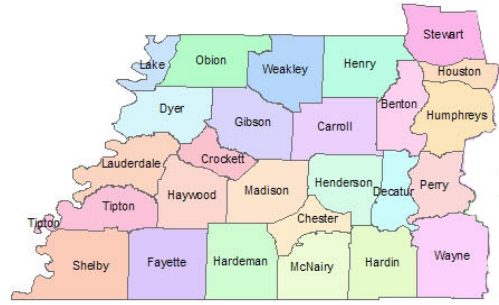 Stewart
Lake
Obion
Weakley
Henry
Houston
Benton
Humphreys
Dyer
Gibson
Carroll
Crockett
Lauderdale
Haywood
Madison
Henderson
Decatur
Perry
Tipton
Tipton
Chester
Shelby
Fayette
Hardeman
McNairy
Hardin
Wayne